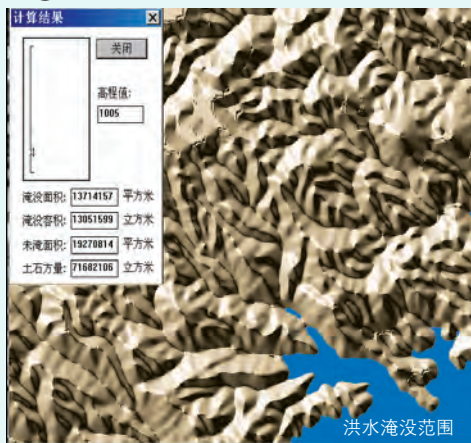 计算结果
关闭
高程值:
1005
淹没面积: 13714157 平方米
淹没容积: 13051599 立方米
未淹面积: 19270814 平方米
土石方量: 71682106 立方米
洪水淹没范围